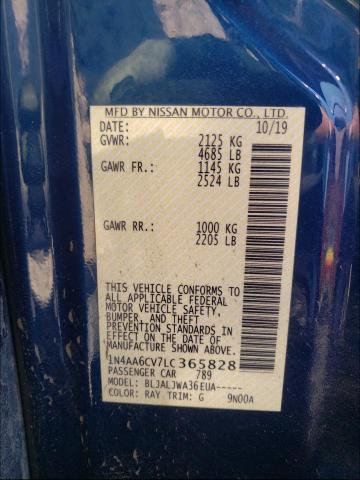 MFD BY NISSAN MOTOR CO., LTD.
DATE: 10/19
GVWR: 2125 KG
4685 LB
GAWR FR.: 1145 KG
2524 LB
GAWR RR.: 1000 KG
2205 LB
THIS VEHICLE CONFORMS TO
ALL APPLICABLE FEDERAL
MOTOR VEHICLE SAFETY,
BUMPER, AND THEFT
PREVENTION STANDARDS IN
EFFECT ON THE DATE OF
MANUFACTURE SHOWN ABOVE.
1N4AA6CV7LC365828
PASSENGER CAR 789
MODEL: BLJALJWA36EUA-----
COLOR: RAY TRIM: G 9N00A